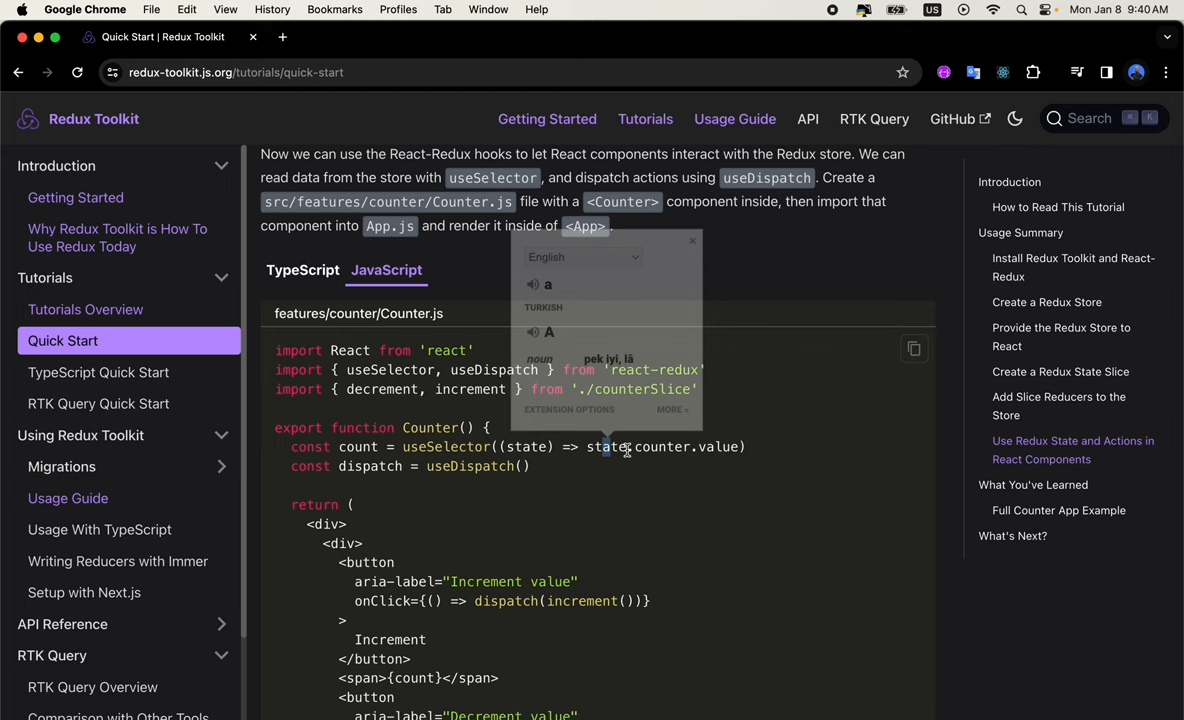 Google Chrome File Edit View History Bookmarks Profiles Tab Window Help US Mon Jan 8 9:40 AM
Quick Start | Redux Toolkit
redux-toolkit.js.org/tutorials/quick-start
Redux Toolkit Getting Started Tutorials Usage Guide API RTK Query GitHub Search ⌘ K
Introduction
Getting Started
Why Redux Toolkit is How To
Use Redux Today
Tutorials
Tutorials Overview
Quick Start
TypeScript Quick Start
RTK Query Quick Start
Using Redux Toolkit
Migrations
Usage Guide
Usage With TypeScript
Writing Reducers with Immer
Setup with Next.js
API Reference
RTK Query
RTK Query Overview
Comparison with Other Tools
Now we can use the React-Redux hooks to let React components interact with the Redux store. We can
read data from the store with useSelector, and dispatch actions using useDispatch. Create a
src/features/counter/Counter.js file with a <Counter> component inside, then import that
component into App.js and render it inside of <App>.
TypeScript JavaScript
features/counter/Counter.js
import React from 'react'
import { useSelector, useDispatch } from 'react-redux'
import { decrement, increment } from './counterSlice'
export function Counter() {
const count = useSelector((state) => state.counter.value)
const dispatch = useDispatch()
return (
<div>
<div>
<button
aria-label="Increment value"
onClick={() => dispatch(increment())}
>
Increment
</button>
<span>{count}</span>
<button
aria-label="Decrement value"
English
a
TURKISH
A
noun pek iyi, lâ
EXTENSION OPTIONS MORE »
Introduction
How to Read This Tutorial
Usage Summary
Install Redux Toolkit and React-
Redux
Create a Redux Store
Provide the Redux Store to
React
Create a Redux State Slice
Add Slice Reducers to the
Store
Use Redux State and Actions in
React Components
What You've Learned
Full Counter App Example
What's Next?